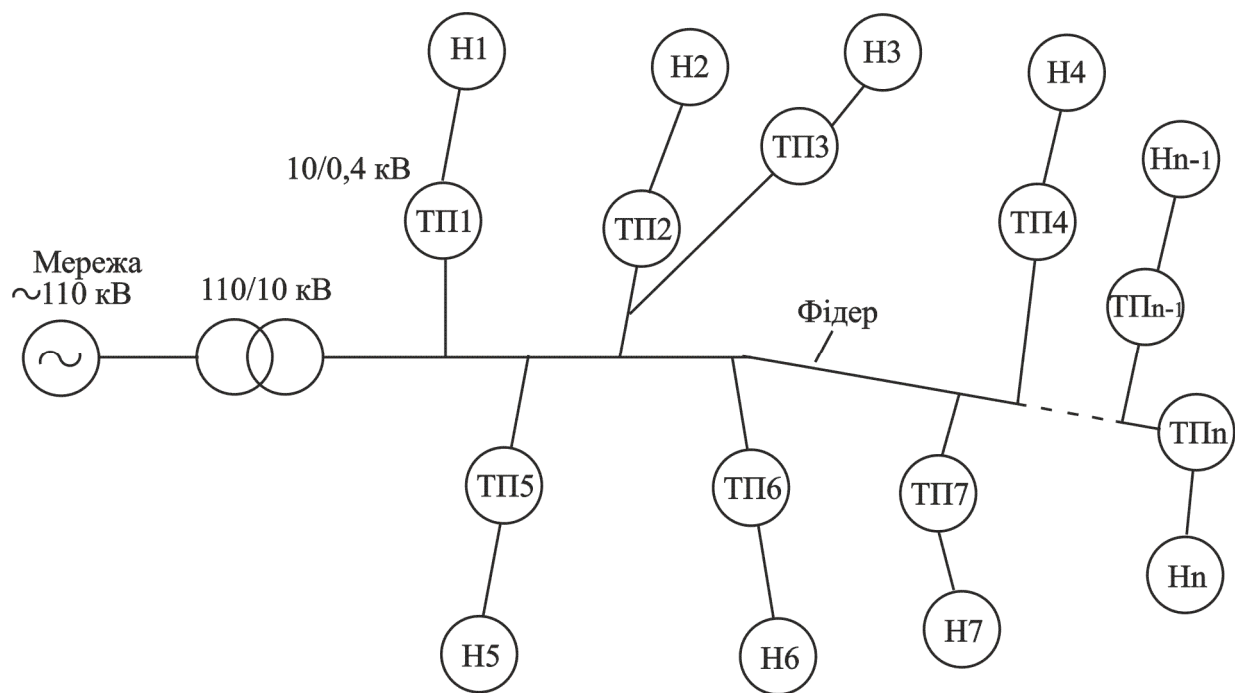 Н1
Н2
Н3
Н4
Нn-1
10/0,4 кВ
ТП1
ТП2
ТП3
ТП4
ТПn-1
Мережа
~110 кВ
110/10 кВ
Фідер
ТПn
ТП5
ТП6
ТП7
Нn
Н5
Н6
Н7